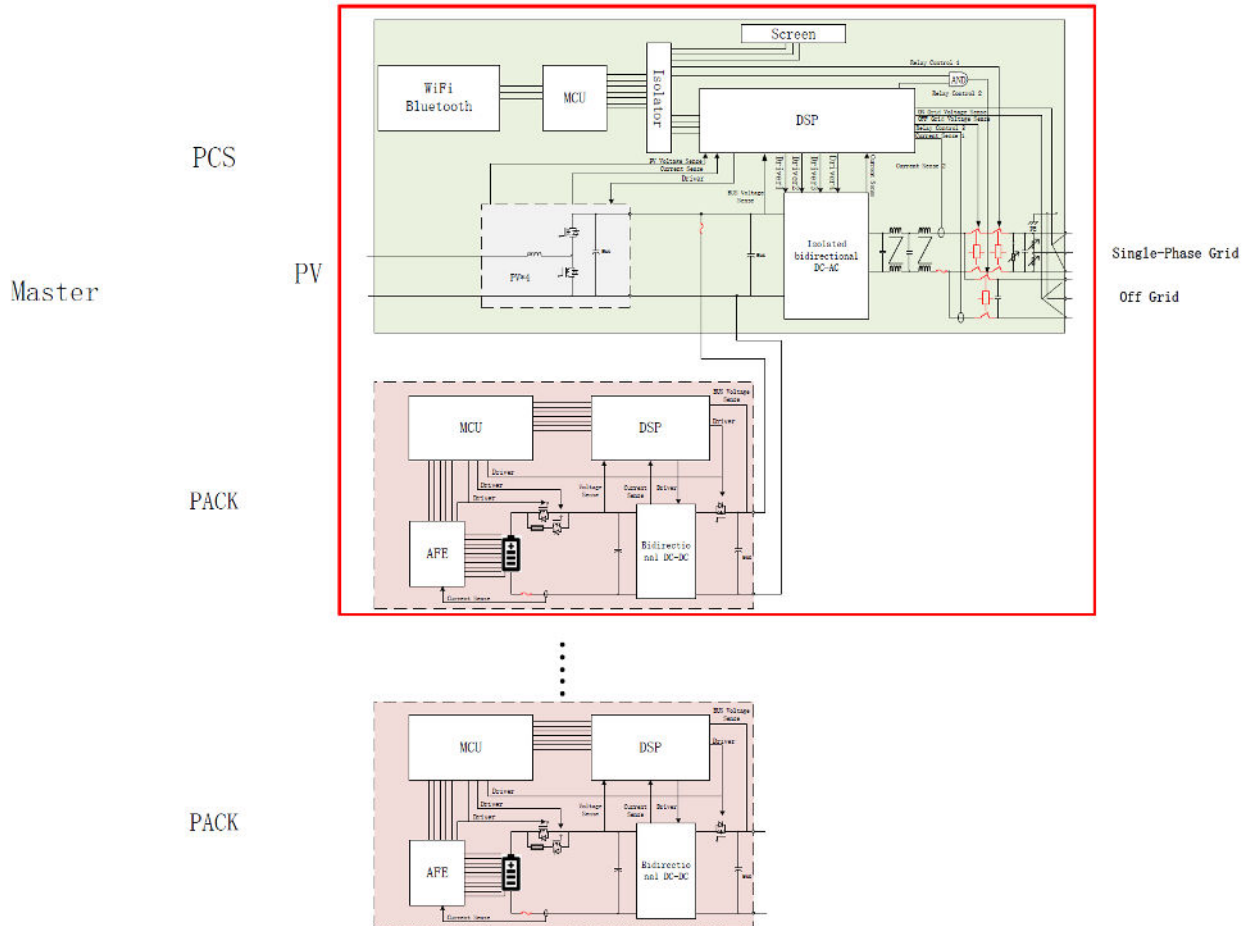 Screen
WiFi
Bluetooth
MCU
Isolator
Relay Control 4
AND
Relay Control 2
DSP
ON Grid Voltage Sense
OFF Grid Voltage Sense
Current Sense 1
PCS
PV Voltage Sense
Current Sense
Driver
BUS Voltage
Sense
Driver1
Driver2
Driver3
Driver4
Current Sense
Current Sense 2
Master
PV
PV*4
Isolated
bidirectional
DC-AC
Single-Phase Grid
Off Grid
BUS Voltage
Sense
MCU
DSP
Driver
Driver
Driver
Driver
Voltage
Sense
Current
Sense
Driver
PACK
AFE
Bidirectio
nal DC-DC
Current Sense
BUS Voltage
Sense
MCU
DSP
Driver
Driver
Driver
Driver
Voltage
Sense
Current
Sense
Driver
PACK
AFE
Bidirectio
nal DC-DC
Current Sense